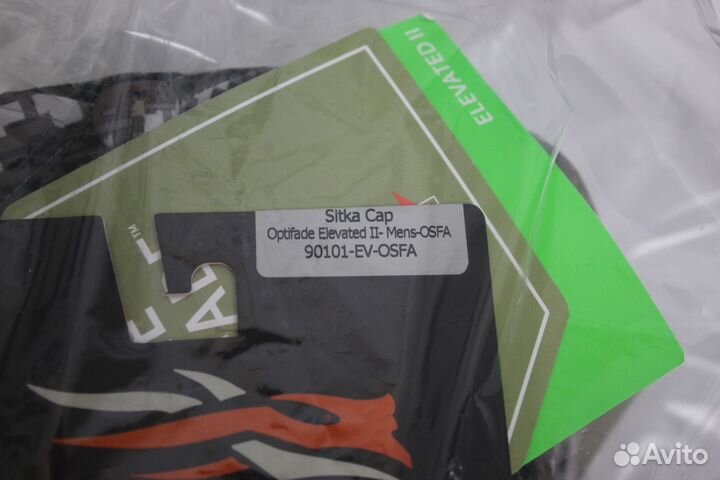 ELEVATED II
Sitka Cap
Optifade Elevated II- Mens-OSFA
90101-EV-OSFA
Avito